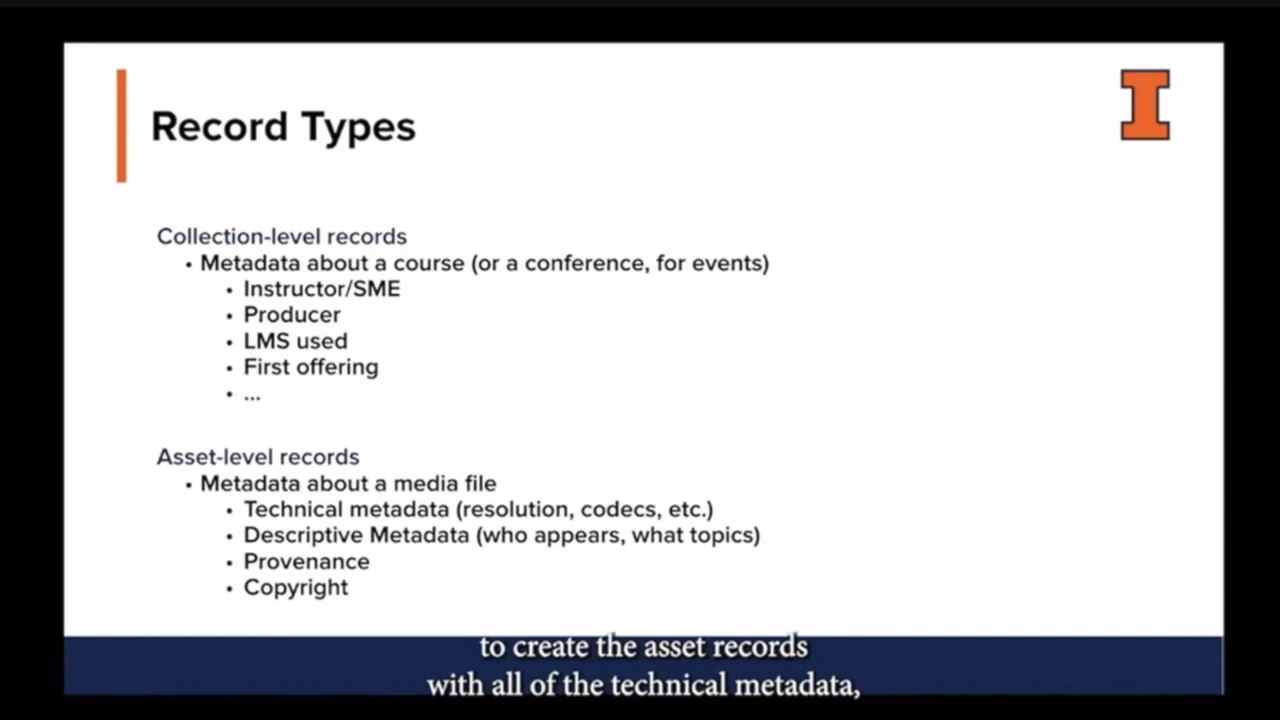 Record Types
I
Collection-level records
• Metadata about a course (or a conference, for events)
• Instructor/SME
• Producer
• LMS used
• First offering
• ...
Asset-level records
• Metadata about a media file
• Technical metadata (resolution, codecs, etc.)
• Descriptive Metadata (who appears, what topics)
• Provenance
• Copyright
to create the asset records
with all of the technical metadata,